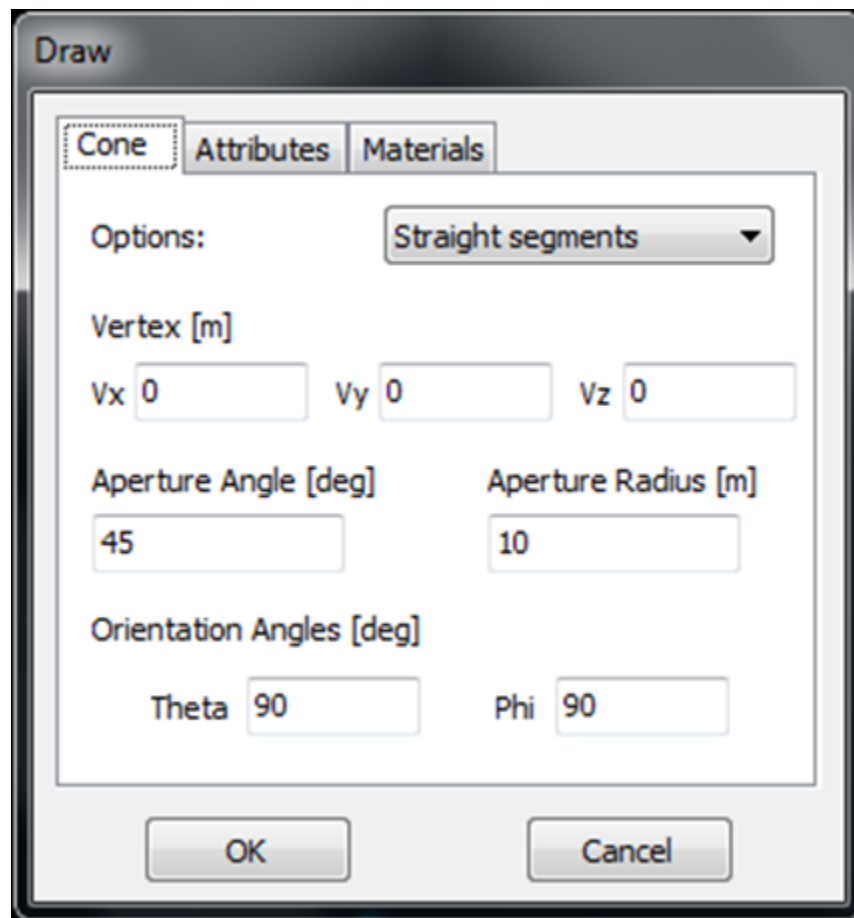 Draw
Cone Attributes Materials
Options: Straight segments
Vertex [m]
Vx 0 Vy 0 Vz 0
Aperture Angle [deg] Aperture Radius [m]
45 10
Orientation Angles [deg]
Theta 90 Phi 90
OK Cancel